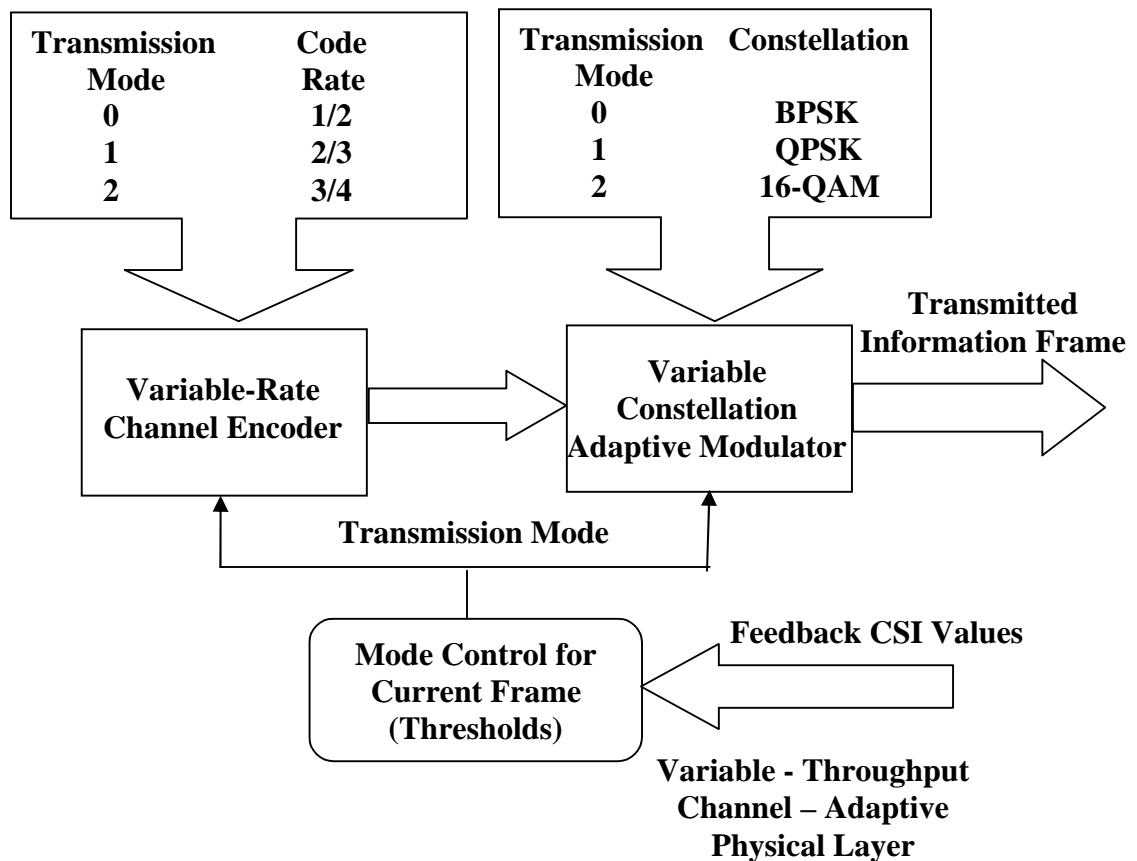 Transmission Code
Mode Rate
0 1/2
1 2/3
2 3/4
Transmission Constellation
Mode
0 BPSK
1 QPSK
2 16-QAM
Transmitted
Information Frame
Variable-Rate
Channel Encoder
Variable
Constellation
Adaptive Modulator
Transmission Mode
Feedback CSI Values
Mode Control for
Current Frame
(Thresholds)
Variable - Throughput
Channel – Adaptive
Physical Layer